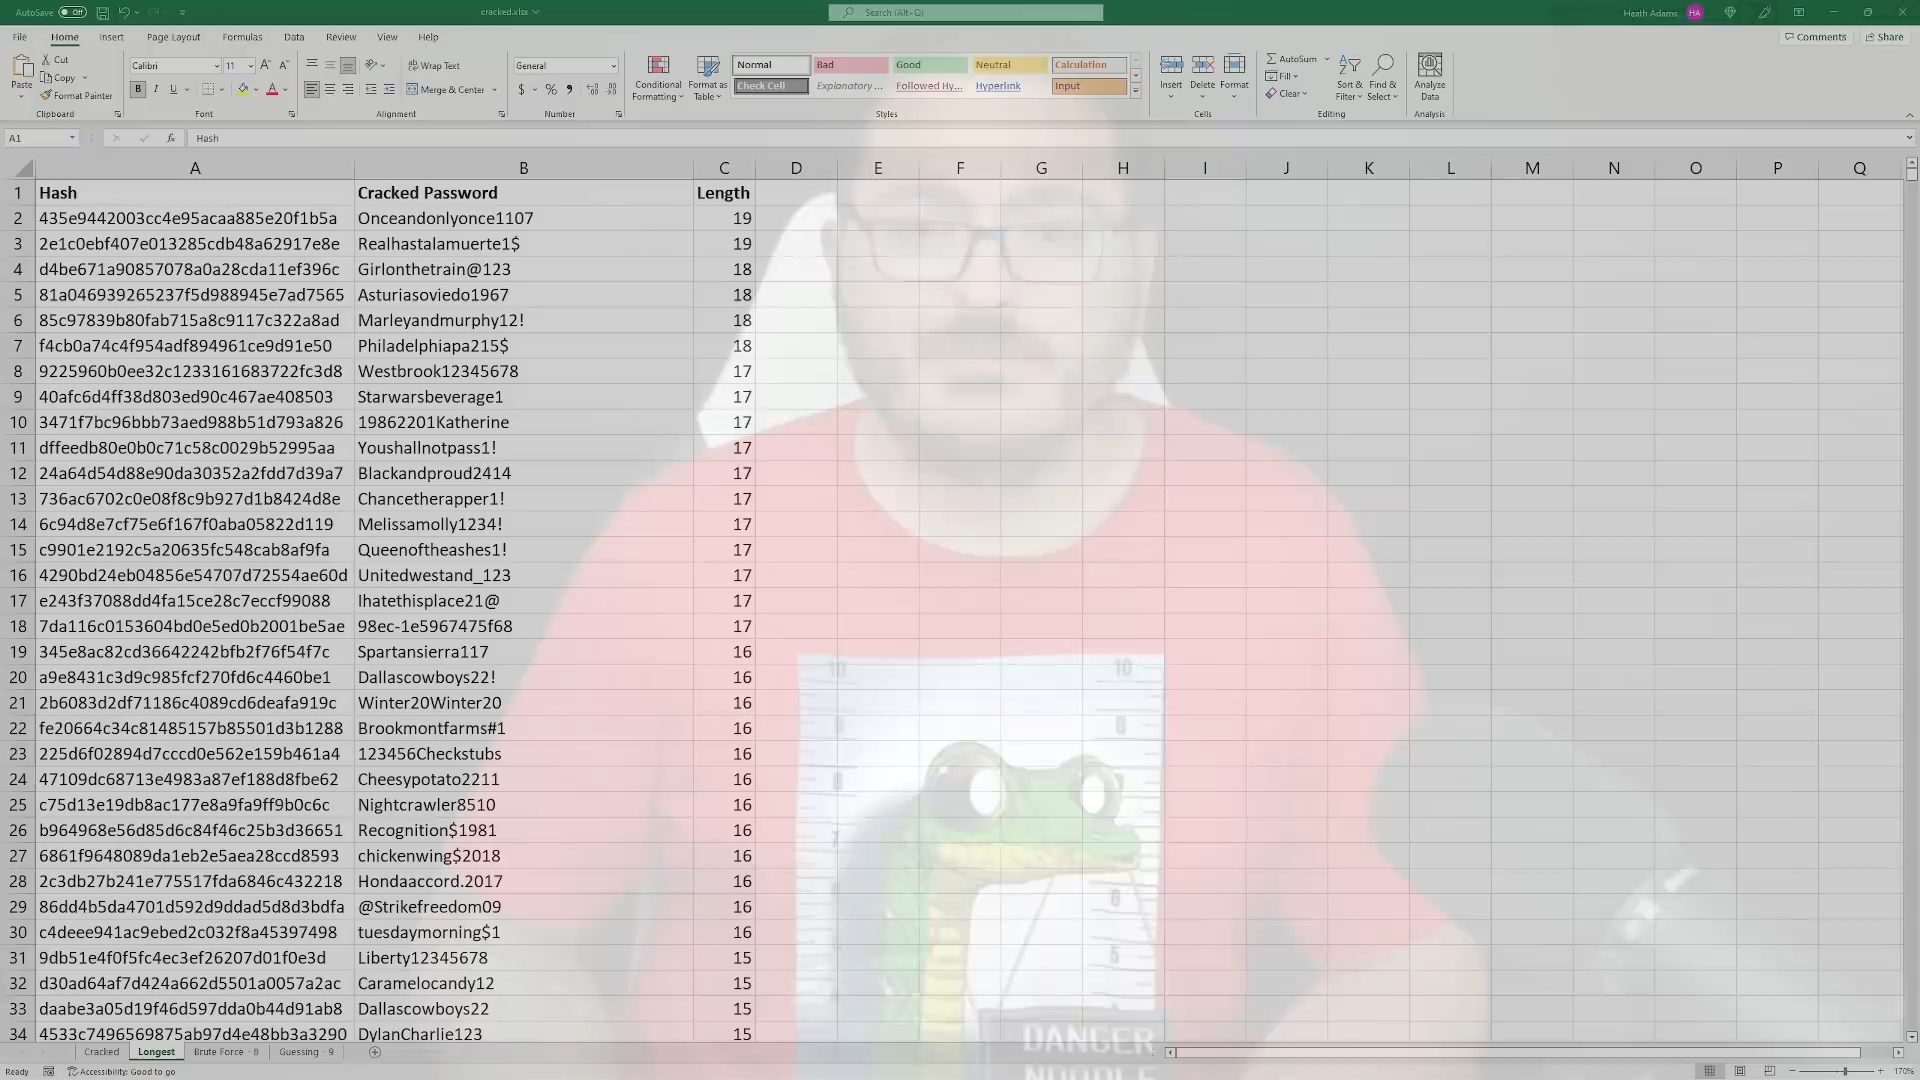 AutoSave Off cracked.xlsx Search (Alt+Q) Heath Adams HA
File Home Insert Page Layout Formulas Data Review View Help Comments Share
Paste Cut Copy Format Painter Clipboard
Calibri 11 B I U Font
Wrap Text Merge & Center Alignment
General $ % Number
Conditional Formatting Format as Table
Normal Bad Good Neutral Calculation
Check Cell Explanatory ... Followed Hy... Hyperlink Input
Styles
Insert Delete Format Cells
AutoSum Fill Clear Sort & Filter Find & Select Editing
Analyze Data Analysis
A1 fx Hash
A B C D E F G H I J K L M N O P Q
1 Hash Cracked Password Length
2 435e9442003cc4e95acaa885e20f1b5a Onceandonlyonce1107 19
3 2e1c0ebf407e013285cdb48a62917e8e Realhastalamuerte1$ 19
4 d4be671a90857078a0a28cda11ef396c Girlonthetrain@123 18
5 81a046939265237f5d988945e7ad7565 Asturiasoviedo1967 18
6 85c97839b80fab715a8c9117c322a8ad Marleyandmurphy12! 18
7 f4cb0a74c4f954adf894961ce9d91e50 Philadelphiapa215$ 18
8 9225960b0ee32c1233161683722fc3d8 Westbrook12345678 17
9 40afc6d4ff38d803ed90c467ae408503 Starwarsbeverage1 17
10 3471f7bc96bbb73aed988b51d793a826 19862201Katherine 17
11 dffeedb80e0b0c71c58c0029b52995aa Youshallnotpass1! 17
12 24a64d54d88e90da30352a2fdd7d39a7 Blackandproud2414 17
13 736ac6702c0e08f8c9b927d1b8424d8e Chancetherapper1! 17
14 6c94d8e7cf75e6f167f0aba05822d119 Melissamolly1234! 17
15 c9901e2192c5a20635fc548cab8af9fa Queenoftheashes1! 17
16 4290bd24eb04856e54707d72554ae60d Unitedwestand_123 17
17 e243f37088dd4fa15ce28c7eccf99088 Ihatethisplace21@ 17
18 7da116c0153604bd0e5ed0b2001be5ae 98ec-1e5967475f68 17
19 345e8ac82cd36642242bfb2f76f54f7c Spartansierra117 16
20 a9e8431c3d9c985fcf270fd6c4460be1 Dallascowboys22! 16
21 2b6083d2df71186c4089cd6deafa919c Winter20Winter20 16
22 fe20664c34c81485157b85501d3b1288 Brookmontfarms#1 16
23 225d6f02894d7cccd0e562e159b461a4 123456Checkstubs 16
24 47109dc68713e4983a87ef188d8fbe62 Cheesypotato2211 16
25 c75d13e19db8ac177e8a9fa9ff9b0c6c Nightcrawler8510 16
26 b964968e56d85d6c84f46c25b3d36651 Recognition$1981 16
27 6861f9648089da1eb2e5aea28ccd8593 chickenwing$2018 16
28 2c3db27b241e775517fda6846c432218 Hondaaccord.2017 16
29 86dd4b5da4701d592d9ddad5d8d3bdfa @Strikefreedom09 16
30 c4deee941ac9ebed2c032f8a45397498 tuesdaymorning$1 16
31 9db51e4f0f5fc4ec3ef26207d01f0e3d Liberty12345678 15
32 d30ad64af7d424a662d5501a0057a2ac Caramelocandy12 15
33 daabe3a05d19f46d597dda0b44d91ab8 Dallascowboys22 15
34 4533c7496569875ab97d4e48bb3a3290 DylanCharlie123 15
10 10
DANGER
NOODLE
Cracked Longest Brute Force - 8 Guessing - 9
Ready Accessibility: Good to go 170%